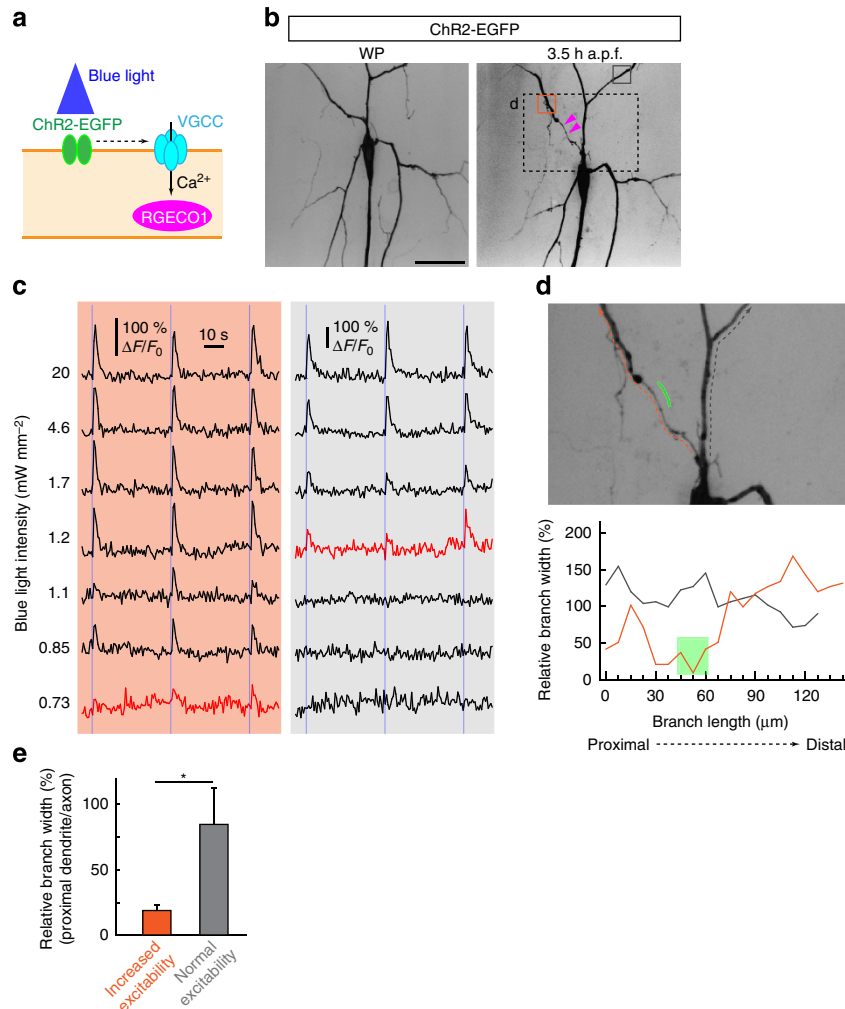 a
Blue light
ChR2-EGFP
VGCC
Ca²⁺
RGECO1
b
ChR2-EGFP
WP
3.5 h a.p.f.
d
c
Blue light intensity (mW mm⁻²)
100 %
ΔF/F₀
10 s
100 %
ΔF/F₀
20
4.6
1.7
1.2
1.1
0.85
0.73
d
Relative branch width (%)
200
150
100
50
0
0 30 60 90 120
Branch length (μm)
Proximal Distal
e
Relative branch width (%)
(proximal dendrite/axon)
100
50
0
*
Increased
excitability
Normal
excitability